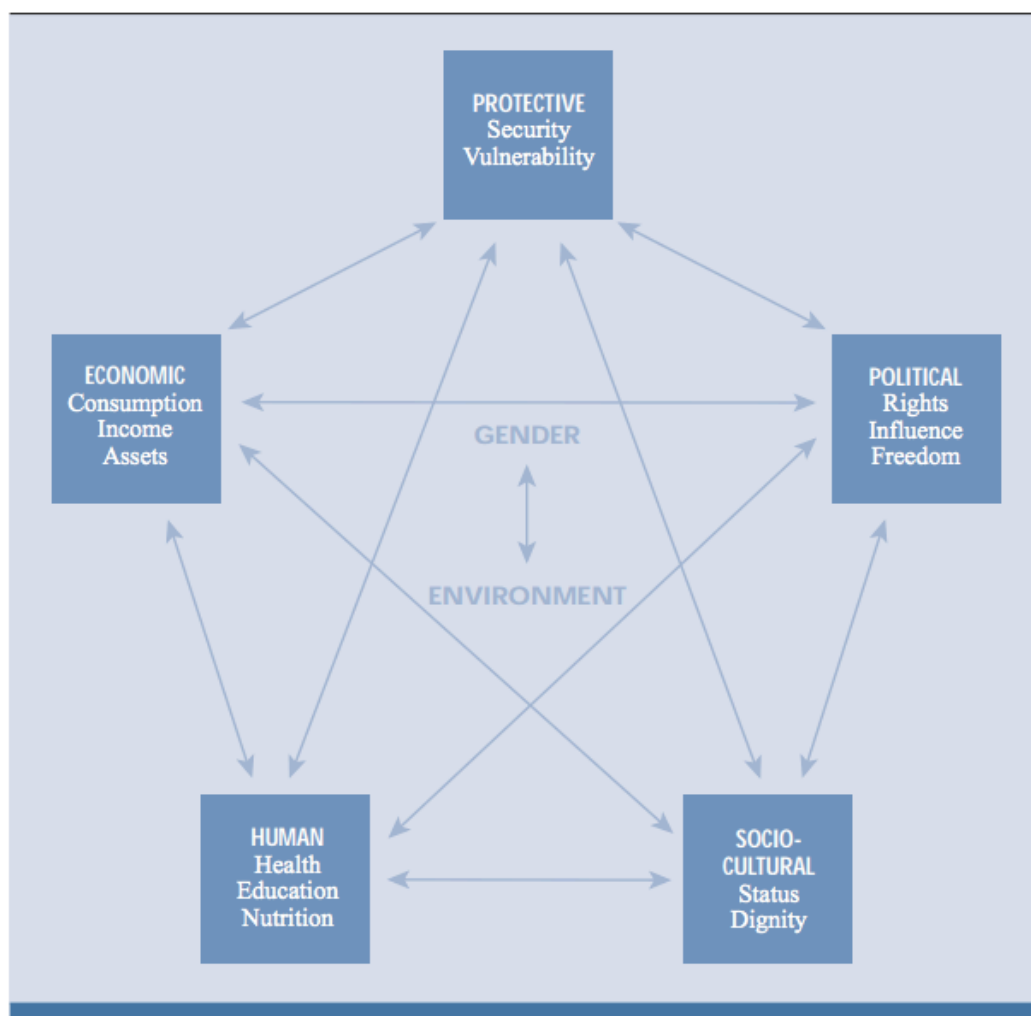 PROTECTIVE
Security
Vulnerability
ECONOMIC
Consumption
Income
Assets
POLITICAL
Rights
Influence
Freedom
GENDER
ENVIRONMENT
HUMAN
Health
Education
Nutrition
SOCIO-
CULTURAL
Status
Dignity